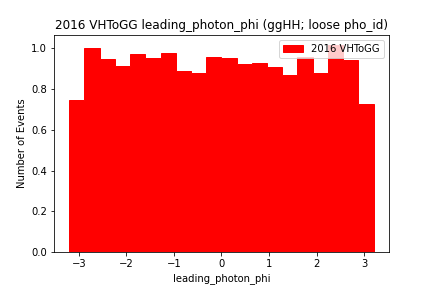 2016 VHToGG leading_photon_phi (ggHH; loose pho_id)
2016 VHToGG
1.0
0.8
0.6
0.4
0.2
0.0
Number of Events
−3 −2 −1 0 1 2 3
leading_photon_phi